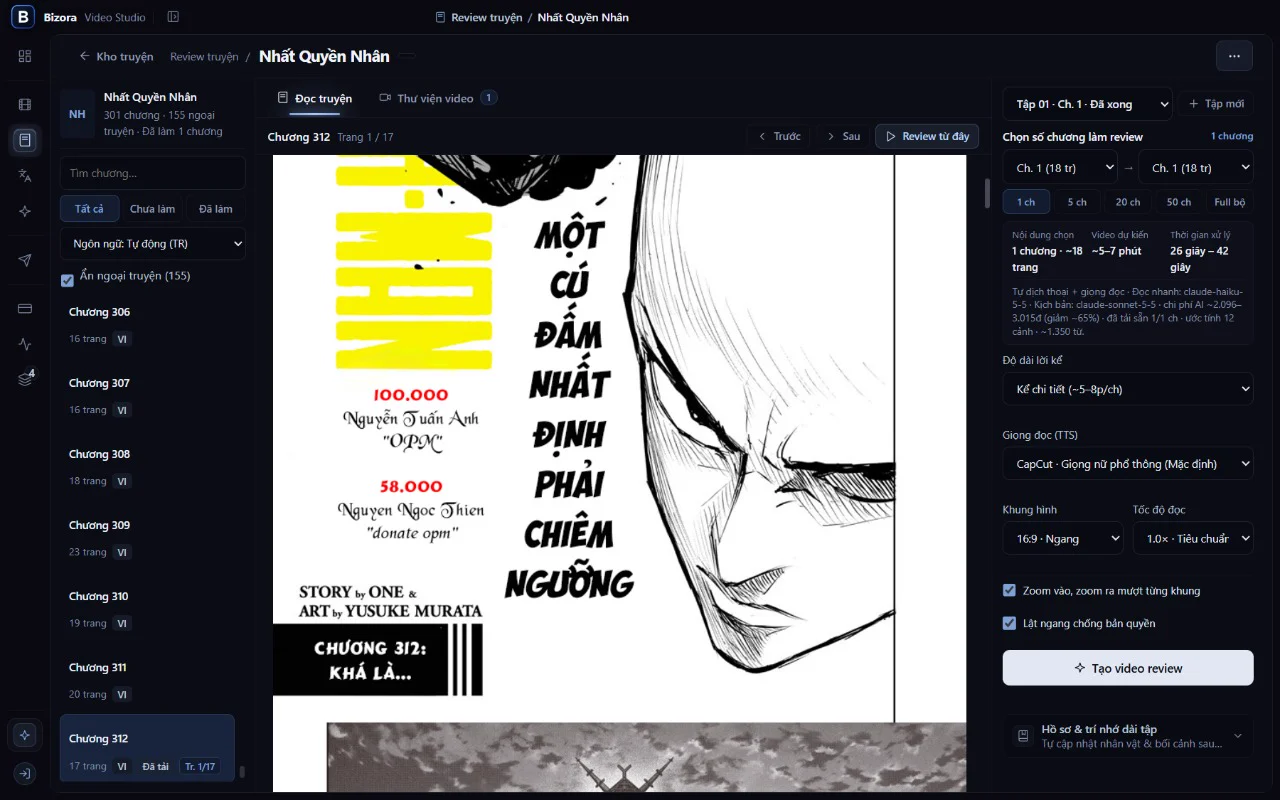 B Bizora Video Studio
Review truyện / Nhất Quyền Nhân
← Kho truyện Review truyện / Nhất Quyền Nhân
NH
Nhất Quyền Nhân
301 chương · 155 ngoại
truyện · Đã làm 1 chương
Tìm chương...
Tất cả Chưa làm Đã làm
Ngôn ngữ: Tự động (TR)
Ẩn ngoại truyện (155)
Chương 306
16 trang VI
Chương 307
16 trang VI
Chương 308
18 trang VI
Chương 309
23 trang VI
Chương 310
19 trang VI
Chương 311
20 trang VI
Chương 312
17 trang VI Đã tải Tr. 1/17
4
Đọc truyện Thư viện video 1
Chương 312 Trang 1 / 17
Trước Sau Review từ đây
MỘT
CÚ
ĐẤM
NHẤT
ĐỊNH
PHẢI
CHIÊM
NGƯỠNG
100.000
Nguyễn Tuấn Anh
"OPM"
58.000
Nguyen Ngoc Thien
"donate opm"
STORY by ONE &
ART by YUSUKE MURATA
CHƯƠNG 312:
KHÁ LÀ...
Tập 01 · Ch. 1 · Đã xong
+ Tập mới
Chọn số chương làm review 1 chương
Ch. 1 (18 tr) → Ch. 1 (18 tr)
1 ch 5 ch 20 ch 50 ch Full bộ
Nội dung chọn Video dự kiến Thời gian xử lý
1 chương · ~18 ~5–7 phút 26 giây – 42
trang giây
Tự dịch thoại + giọng đọc · Đọc nhanh: claude-haiku-
5-5 · Kịch bản: claude-sonnet-5-5 · chi phí AI ~2.096–
3.015đ (giảm ~65%) · đã tải sẵn 1/1 ch · ước tính 12
cảnh · ~1.350 từ.
Độ dài lời kể
Kể chi tiết (~5–8p/ch)
Giọng đọc (TTS)
CapCut · Giọng nữ phổ thông (Mặc định)
Khung hình Tốc độ đọc
16:9 · Ngang 1.0× · Tiêu chuẩn
Zoom vào, zoom ra mượt từng khung
Lật ngang chống bản quyền
Tạo video review
Hồ sơ & trí nhớ dài tập
Tự cập nhật nhân vật & bối cảnh sau...